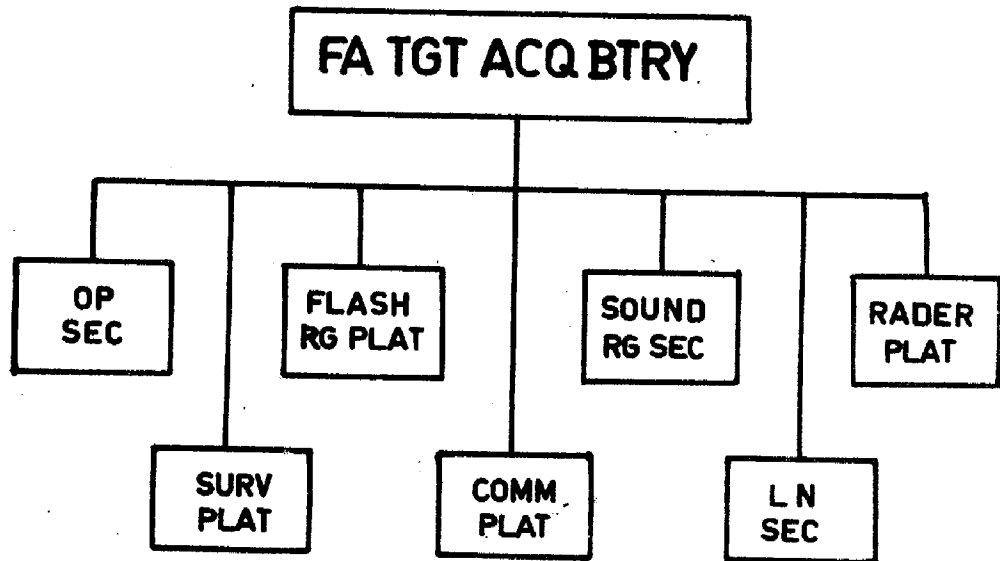 FA TGT ACQ BTRY
OP
SEC
FLASH
RG PLAT
SOUND
RG SEC
RADER
PLAT
SURV
PLAT
COMM
PLAT
L N
SEC